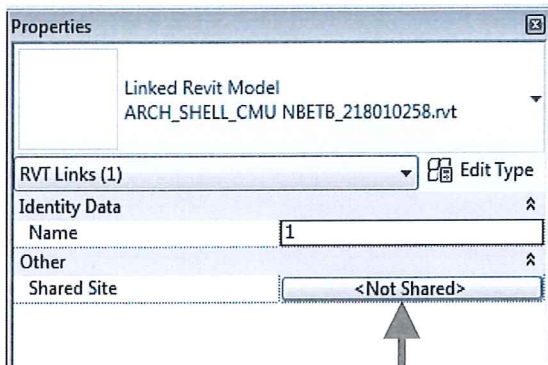 Properties
Linked Revit Model
ARCH_SHELL_CMU NBETB_218010258.rvt
RVT Links (1)
Edit Type
Identity Data
Name
1
Other
Shared Site
<Not Shared>